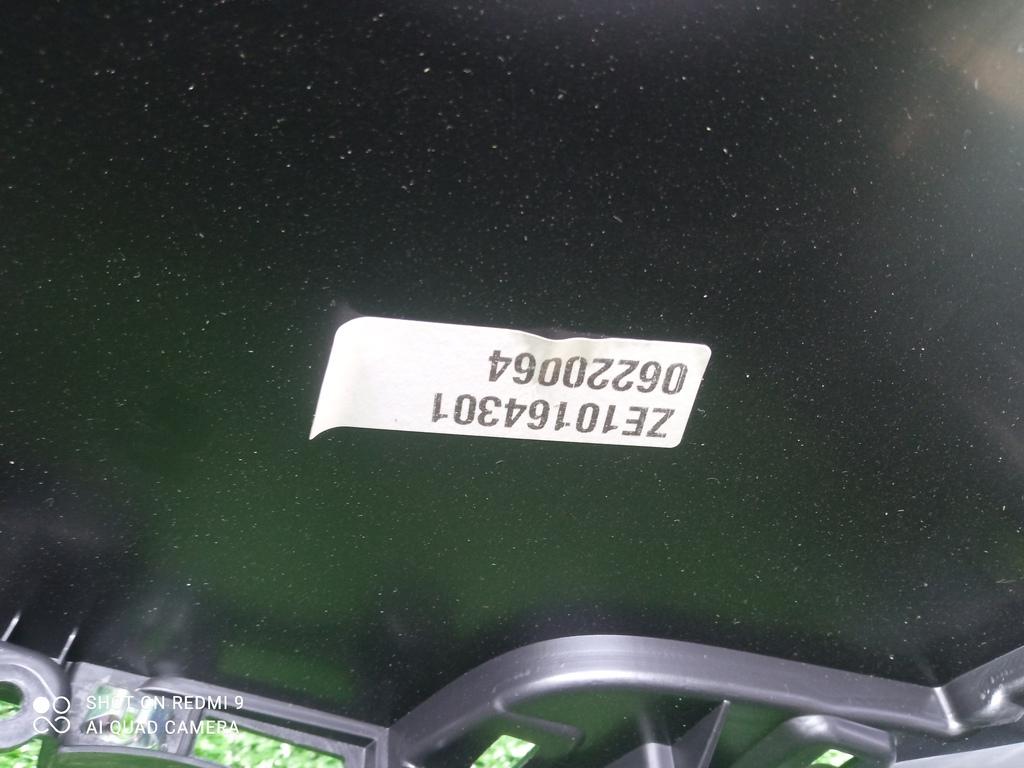 ZE10164301
06220064
SHOT ON REDMI 9
AI QUAD CAMERA